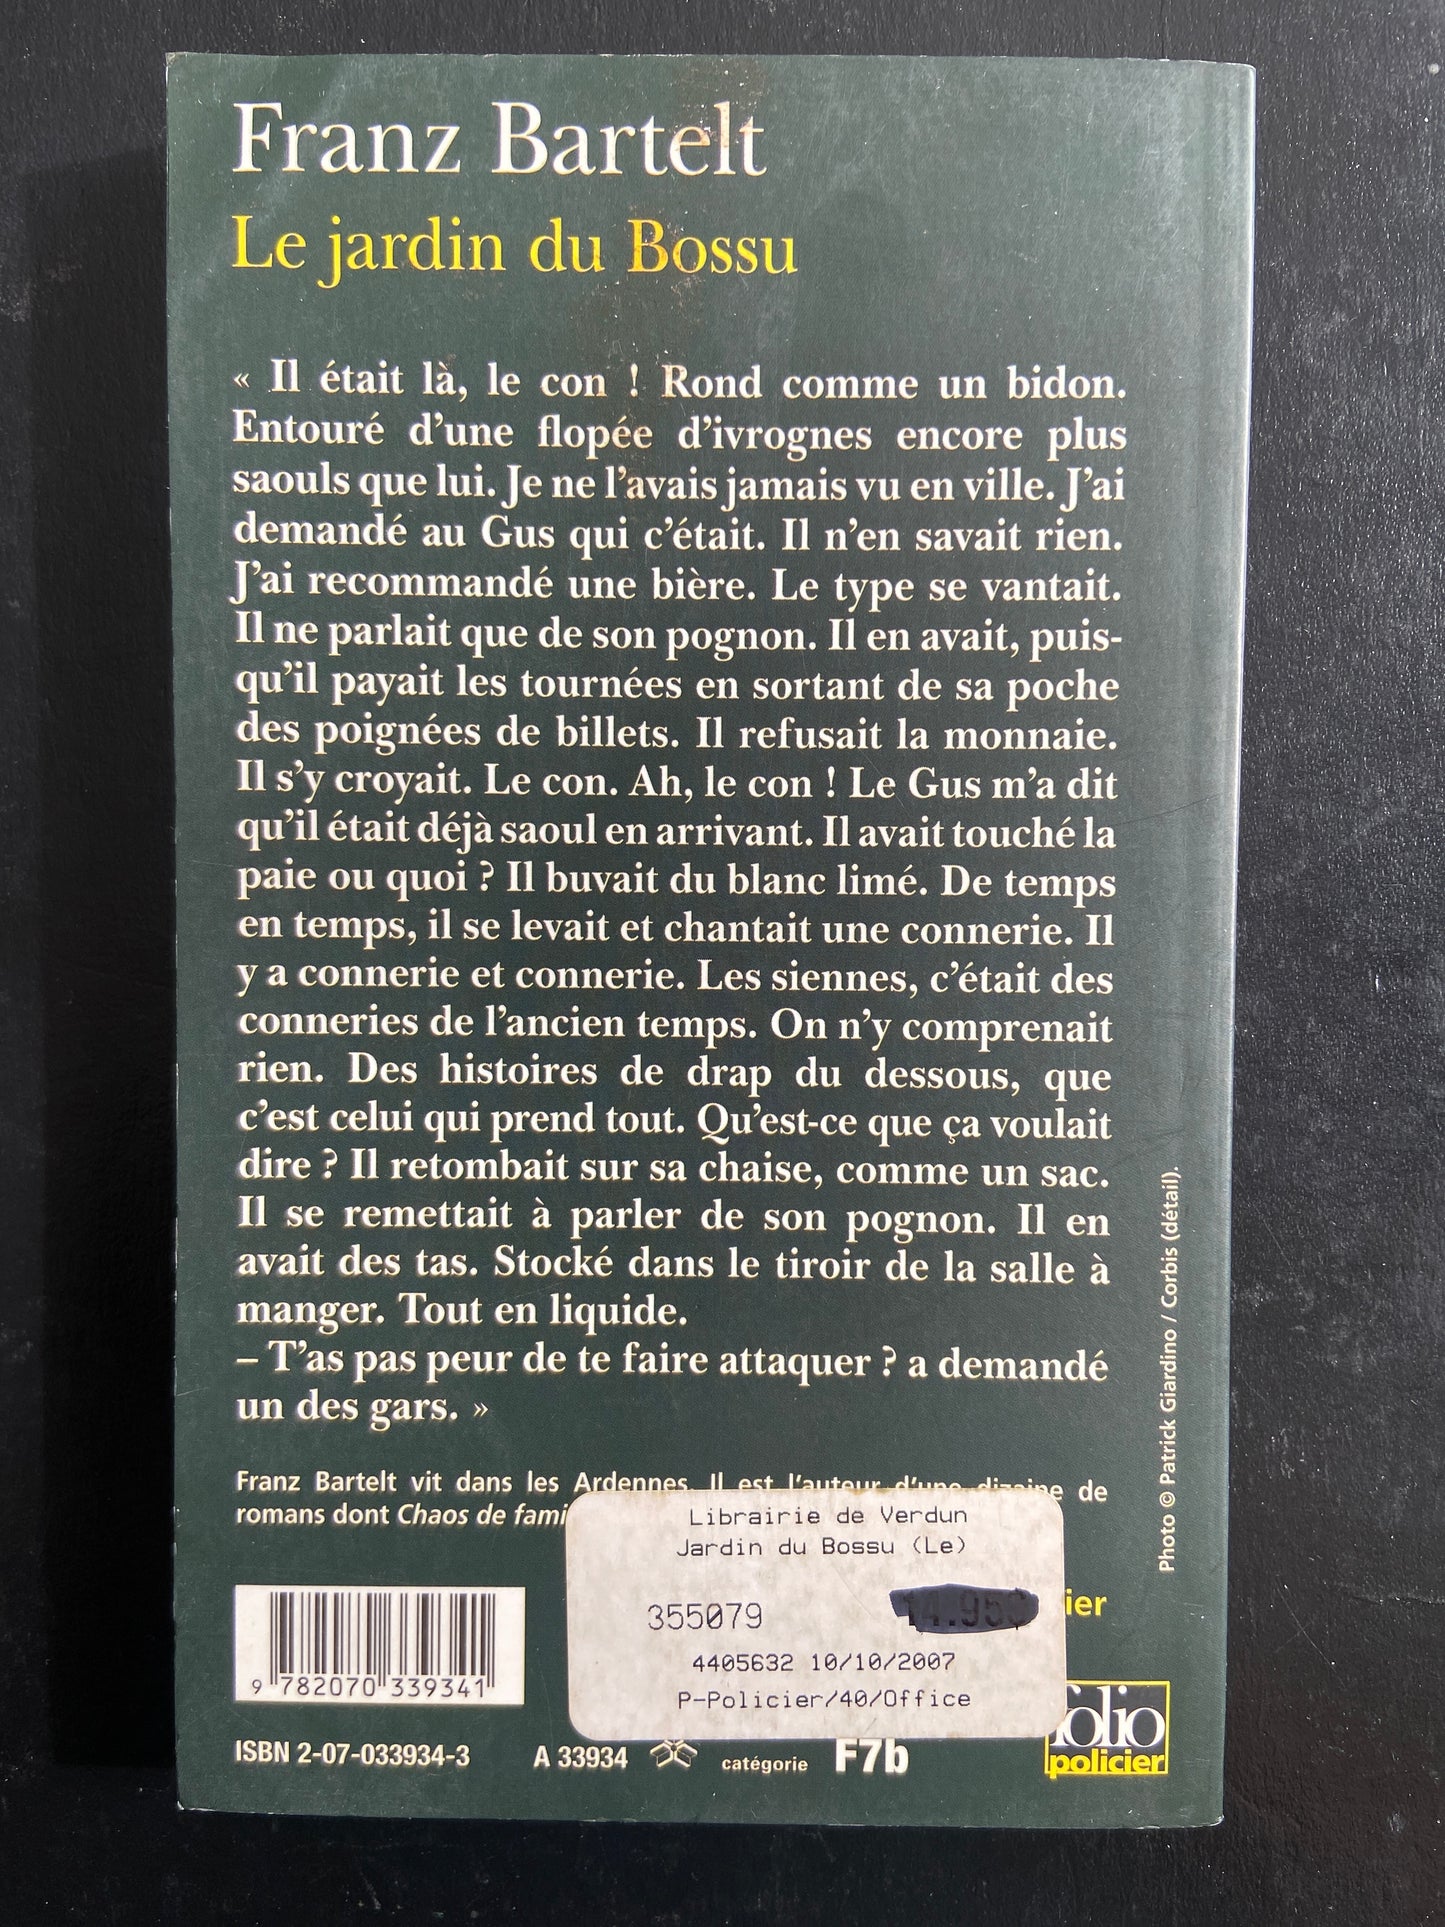 Franz Bartelt
Le jardin du Bossu
« Il était là, le con ! Rond comme un bidon.
Entouré d'une flopée d'ivrognes encore plus
saouls que lui. Je ne l'avais jamais vu en ville. J'ai
demandé au Gus qui c'était. Il n'en savait rien.
J'ai recommandé une bière. Le type se vantait.
Il ne parlait que de son pognon. Il en avait, puis-
qu'il payait les tournées en sortant de sa poche
des poignées de billets. Il refusait la monnaie.
Il s'y croyait. Le con. Ah, le con ! Le Gus m'a dit
qu'il était déjà saoul en arrivant. Il avait touché la
paie ou quoi ? Il buvait du blanc limé. De temps
en temps, il se levait et chantait une connerie. Il
y a connerie et connerie. Les siennes, c'était des
conneries de l'ancien temps. On n'y comprenait
rien. Des histoires de drap du dessous, que
c'est celui qui prend tout. Qu'est-ce que ça voulait
dire ? Il retombait sur sa chaise, comme un sac.
Il se remettait à parler de son pognon. Il en
avait des tas. Stocké dans le tiroir de la salle à
manger. Tout en liquide.
– T'as pas peur de te faire attaquer ? a demandé
un des gars. »
Franz Bartelt vit dans les Ardennes. Il est l'auteur d'une dizaine de
romans dont Chaos de fami
Librairie de Verdun
Jardin du Bossu (Le)
355079 14.95
4405632 10/10/2007
P-Policier/40/Office
ier
9 782070 339341
ISBN 2-07-033934-3 A 33934 catégorie F7b
folio
policier
Photo © Patrick Giardino / Corbis (détail).